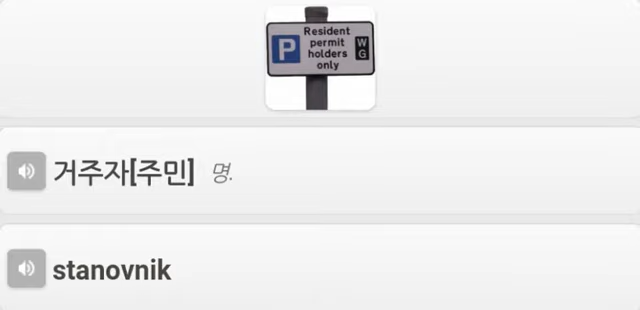 Resident
permit
holders
only
P
W
G
거주자[주민] 명.
stanovnik